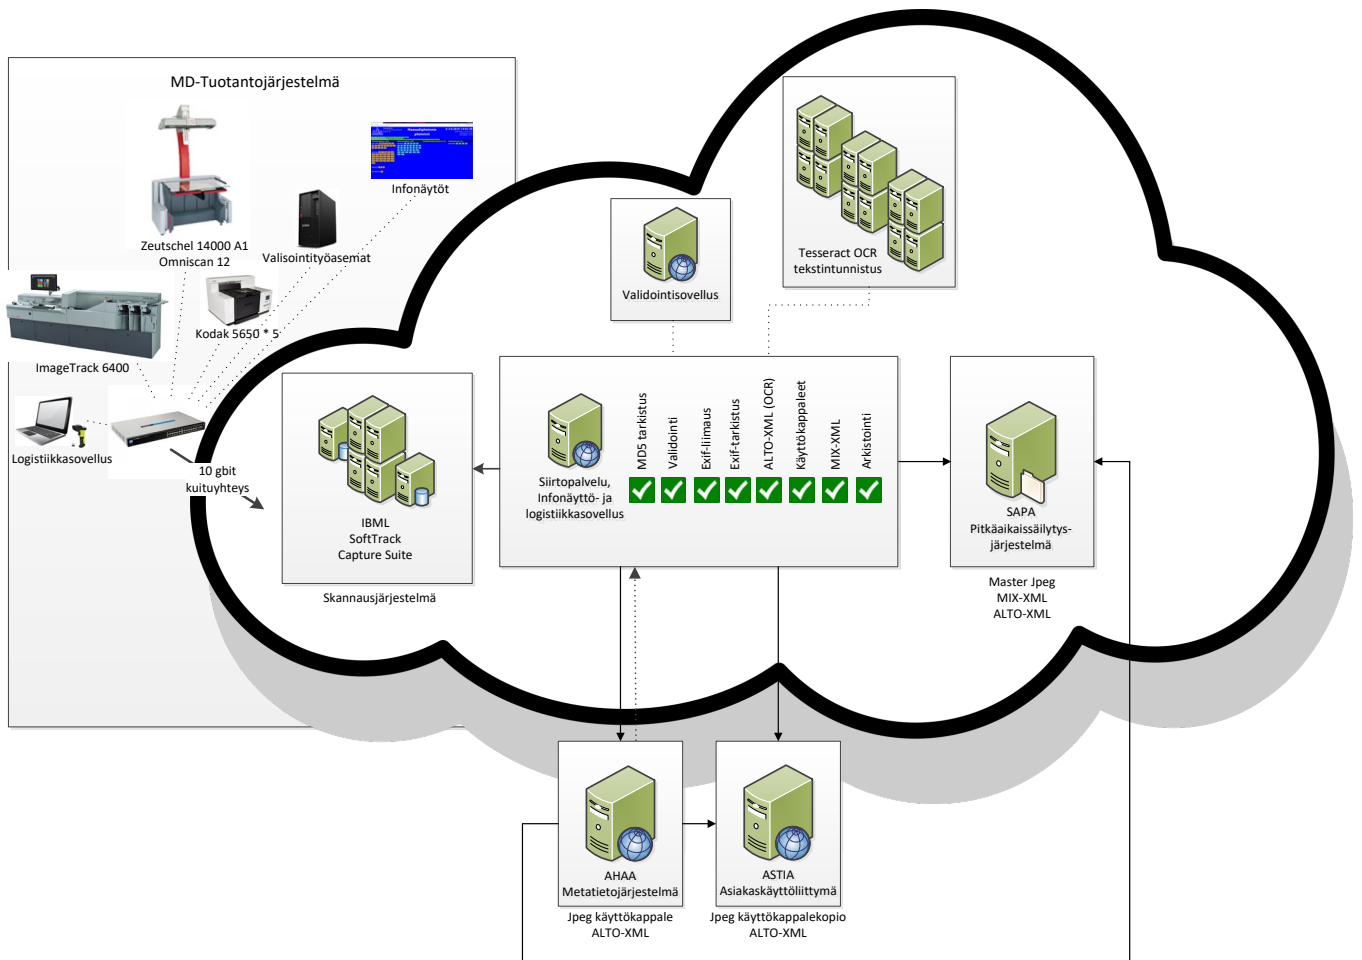 MD-Tuotantojärjestelmä
Infonäytöt
Zeutschel 14000 A1
Omniscan 12
Valisointityöasemat
Kodak 5650 * 5
ImageTrack 6400
Logistiikkasovellus
10 gbit
kuituyhteys
IBML
SoftTrack
Capture Suite
Skannausjärjestelmä
Validointisovellus
Tesseract OCR
tekstintunnistus
Siirtopalvelu,
Infonäyttö- ja
logistiikkasovellus
MD5 tarkistus
Validointi
Exif-liimaus
Exif-tarkistus
ALTO-XML (OCR)
Käyttökappaleet
MIX-XML
Arkistointi
SAPA
Pitkäaikaissäilytys-
järjestelmä
Master Jpeg
MIX-XML
ALTO-XML
AHAA
Metatietojärjestelmä
Jpeg käyttökappale
ALTO-XML
ASTIA
Asiakaskäyttöliittymä
Jpeg käyttökappalekopio
ALTO-XML